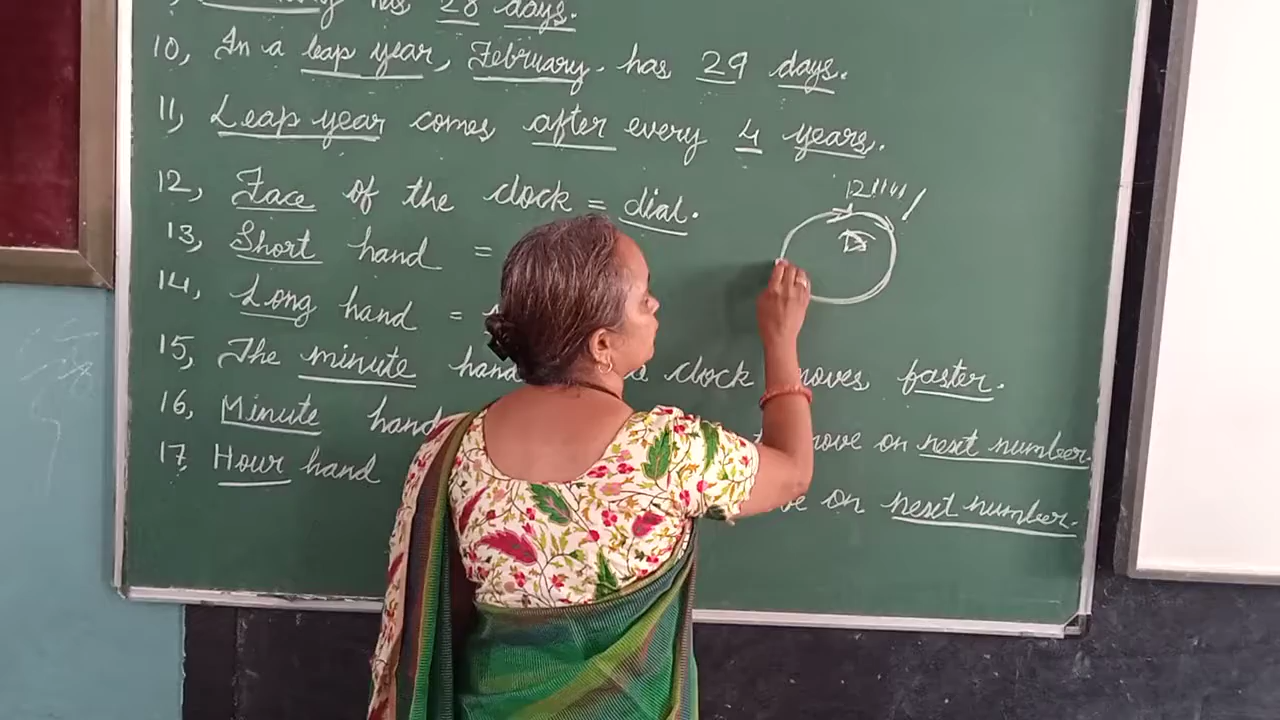 has 28 days.
10, In a leap year, February. has 29 days.
11, Leap year comes after every 4 years.
12, Face of the clock = dial.
12
13, Short hand =
14, Long hand =
15, The minute hand clock moves faster.
16, Minute hand move on next number.
17, Hour hand on next number.